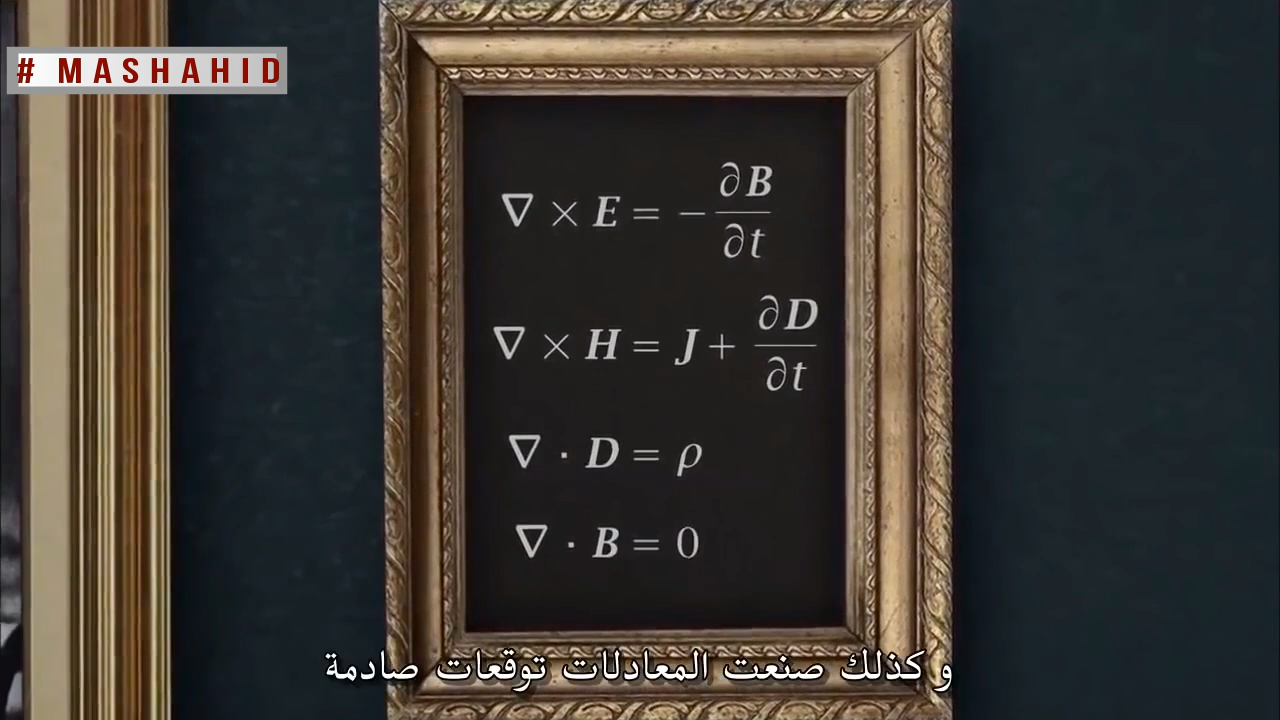 # MASHAHID
∇ × E = − ∂B/∂t
∇ × H = J + ∂D/∂t
∇ · D = ρ
∇ · B = 0
و كذلك صنعت المعادلات توقعات صادمة